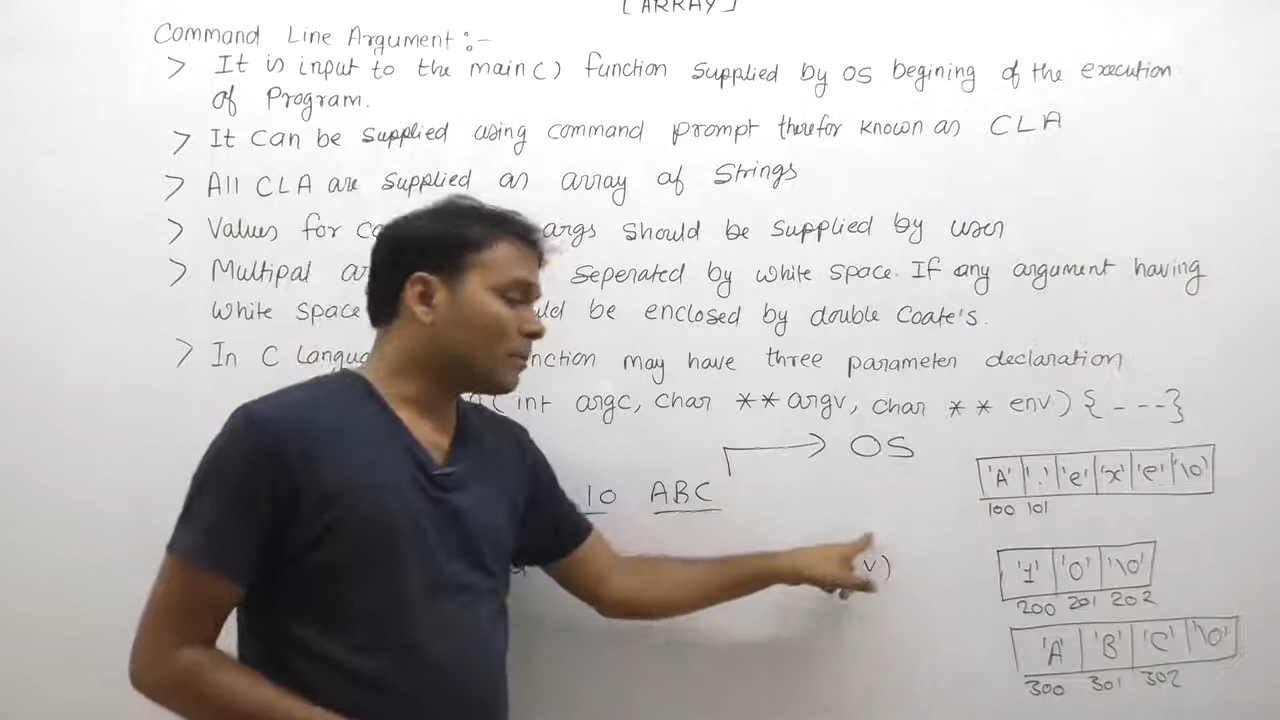 [ARRAY]
Command Line Argument :-
> It is input to the main() function supplied by OS begining of the execution
of Program.
> It can be supplied using command prompt therefor known as CLA
> All CLA are supplied as array of Strings
> Values for args should be supplied by user
> Multipal seperated by white space. If any argument having
white space be enclosed by double Coate's.
> In C function may have three parameter declaration
(int argc, char ** argv, char ** env) { - - - }
OS
'A' '.' 'e' 'x' 'e' '\0'
10 ABC
100 101
v)
'1' '0' '\0'
200 201 202
'A' 'B' 'C' '\0'
300 301 302